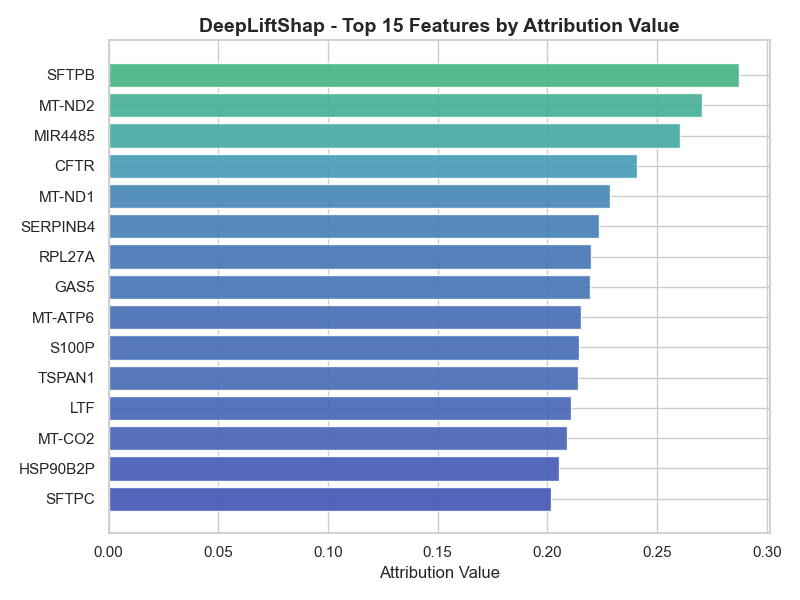 DeepLiftShap - Top 15 Features by Attribution Value
SFTPB
MT-ND2
MIR4485
CFTR
MT-ND1
SERPINB4
RPL27A
GAS5
MT-ATP6
S100P
TSPAN1
LTF
MT-CO2
HSP90B2P
SFTPC
0.00 0.05 0.10 0.15 0.20 0.25 0.30
Attribution Value